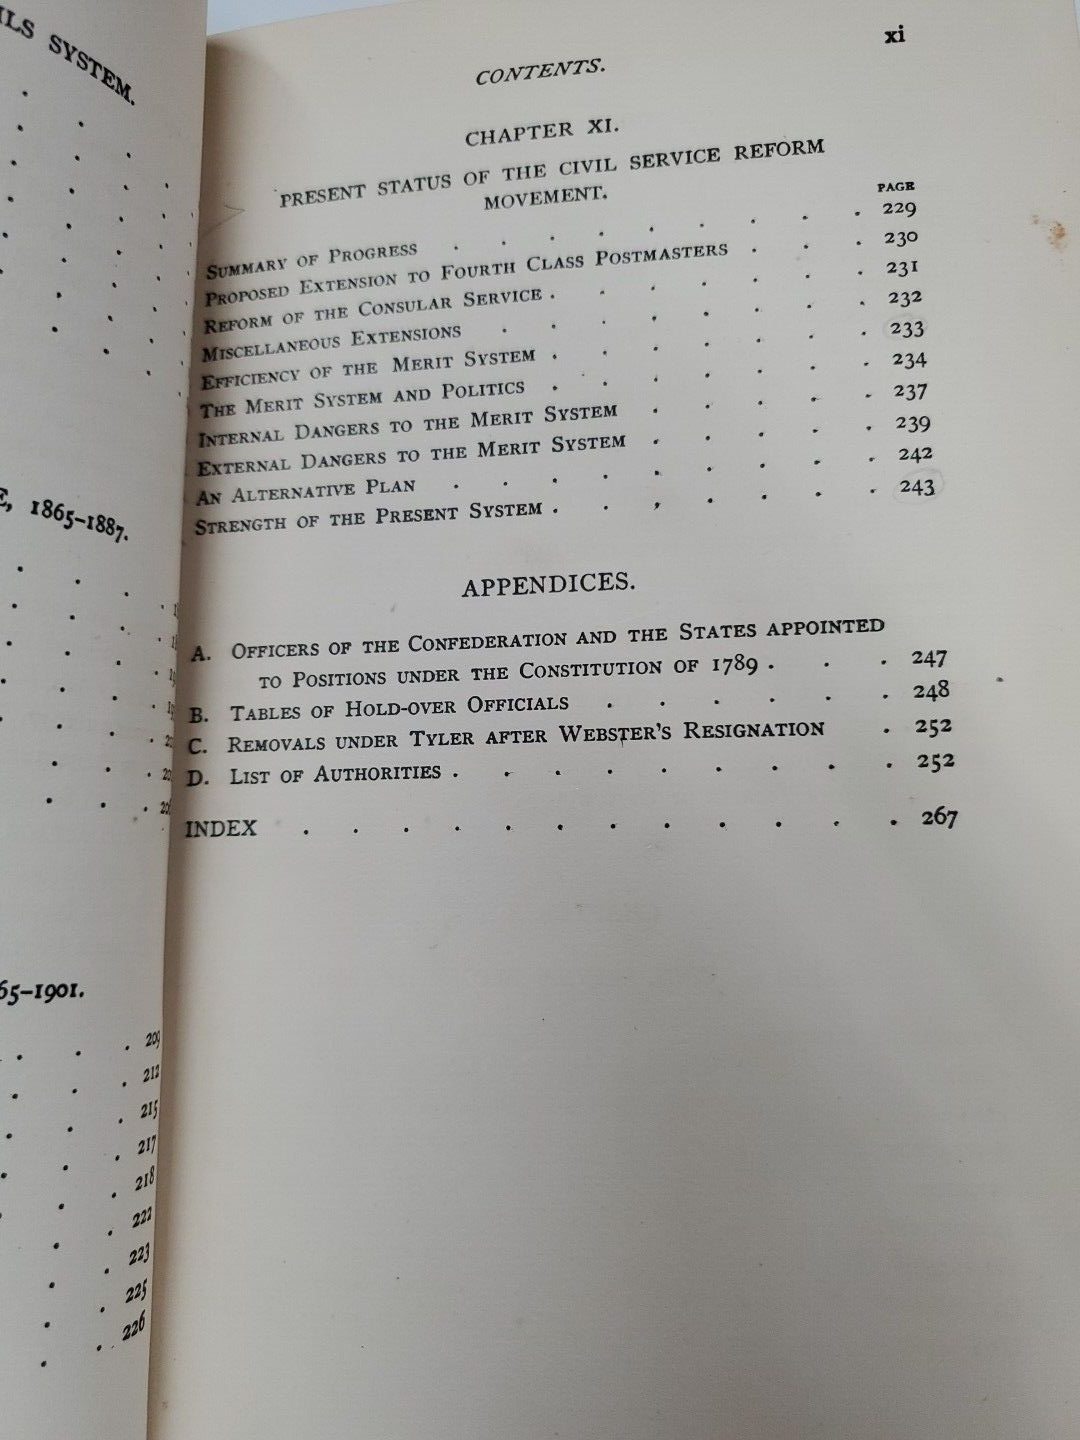 ILS SYSTEM.
E, 1865–1887.
65–1901.
209
212
215
217
218
222
223
225
226
xi
CONTENTS.
CHAPTER XI.
PRESENT STATUS OF THE CIVIL SERVICE REFORM
MOVEMENT.
PAGE
SUMMARY OF PROGRESS . . . . . . . . . 229
PROPOSED EXTENSION TO FOURTH CLASS POSTMASTERS . . . 230
REFORM OF THE CONSULAR SERVICE . . . . . . . 231
MISCELLANEOUS EXTENSIONS . . . . . . . . 232
EFFICIENCY OF THE MERIT SYSTEM . . . . . . . 233
THE MERIT SYSTEM AND POLITICS . . . . . . . 234
INTERNAL DANGERS TO THE MERIT SYSTEM . . . . . 237
EXTERNAL DANGERS TO THE MERIT SYSTEM . . . . . 239
AN ALTERNATIVE PLAN . . . . . . . . . 242
STRENGTH OF THE PRESENT SYSTEM . . . . . . . 243
APPENDICES.
A. OFFICERS OF THE CONFEDERATION AND THE STATES APPOINTED
TO POSITIONS UNDER THE CONSTITUTION OF 1789 . . . 247
B. TABLES OF HOLD-OVER OFFICIALS . . . . . . 248
C. REMOVALS UNDER TYLER AFTER WEBSTER'S RESIGNATION . 252
D. LIST OF AUTHORITIES . . . . . . . . . 252
INDEX . . . . . . . . . . . . 267